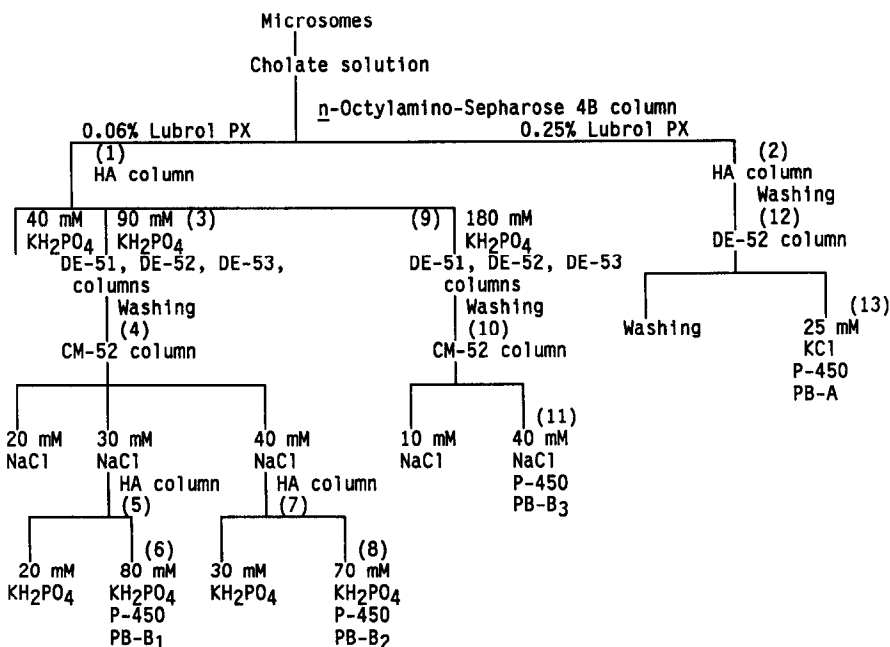 Microsomes
Cholate solution
n-Octylamino-Sepharose 4B column
0.06% Lubrol PX
0.25% Lubrol PX
(1)
HA column
(2)
HA column
Washing
(12)
DE-52 column
40 mM
KH2PO4
90 mM (3)
KH2PO4
DE-51, DE-52, DE-53,
columns
Washing
(4)
CM-52 column
(9) 180 mM
KH2PO4
DE-51, DE-52, DE-53
columns
Washing
(10)
CM-52 column
Washing
(13)
25 mM
KCl
P-450
PB-A
20 mM
NaCl
30 mM
NaCl
HA column
(5)
40 mM
NaCl
HA column
(7)
10 mM
NaCl
(11)
40 mM
NaCl
P-450
PB-B3
20 mM
KH2PO4
(6)
80 mM
KH2PO4
P-450
PB-B1
30 mM
KH2PO4
(8)
70 mM
KH2PO4
P-450
PB-B2